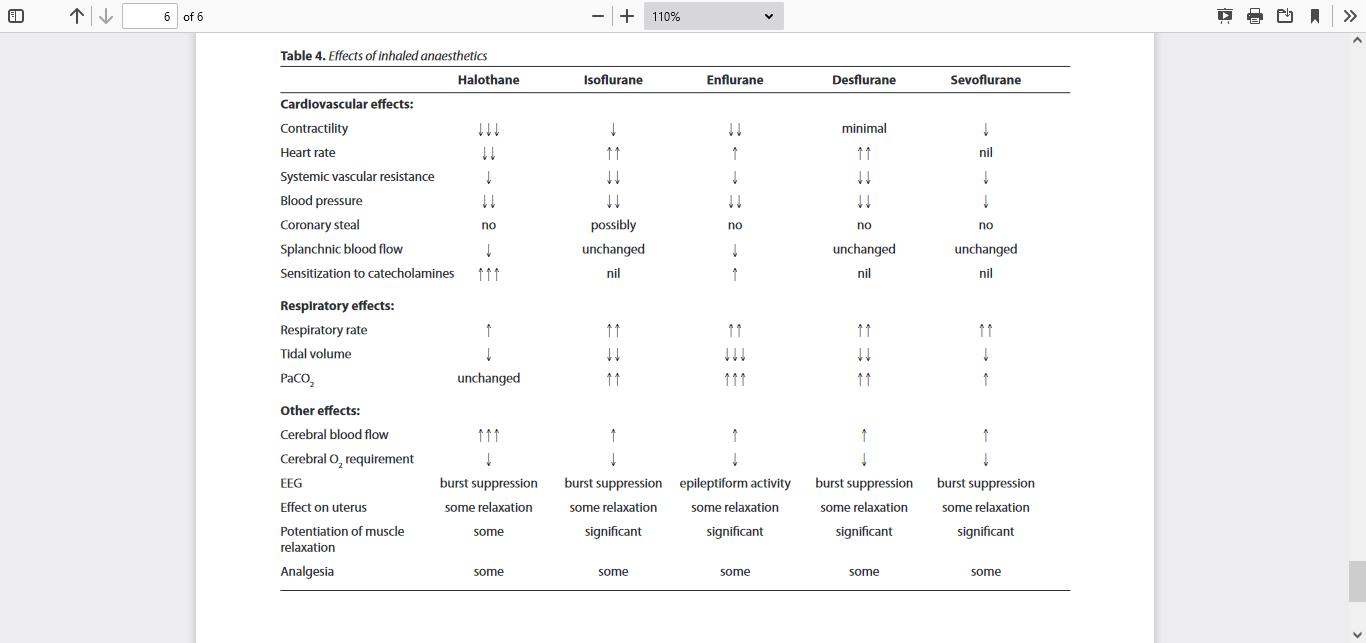 6 of 6 110%
Table 4. Effects of inhaled anaesthetics
Halothane Isoflurane Enflurane Desflurane Sevoflurane
Cardiovascular effects:
Contractility ↓↓↓ ↓ ↓↓ minimal ↓
Heart rate ↓↓ ↑↑ ↑ ↑↑ nil
Systemic vascular resistance ↓ ↓↓ ↓ ↓↓ ↓
Blood pressure ↓↓ ↓↓ ↓↓ ↓↓ ↓
Coronary steal no possibly no no no
Splanchnic blood flow ↓ unchanged ↓ unchanged unchanged
Sensitization to catecholamines ↑↑↑ nil ↑ nil nil
Respiratory effects:
Respiratory rate ↑ ↑↑ ↑↑ ↑↑ ↑↑
Tidal volume ↓ ↓↓ ↓↓↓ ↓↓ ↓
PaCO₂ unchanged ↑↑ ↑↑↑ ↑↑ ↑
Other effects:
Cerebral blood flow ↑↑↑ ↑ ↑ ↑ ↑
Cerebral O₂ requirement ↓ ↓ ↓ ↓ ↓
EEG burst suppression burst suppression epileptiform activity burst suppression burst suppression
Effect on uterus some relaxation some relaxation some relaxation some relaxation some relaxation
Potentiation of muscle some significant significant significant significant
relaxation
Analgesia some some some some some